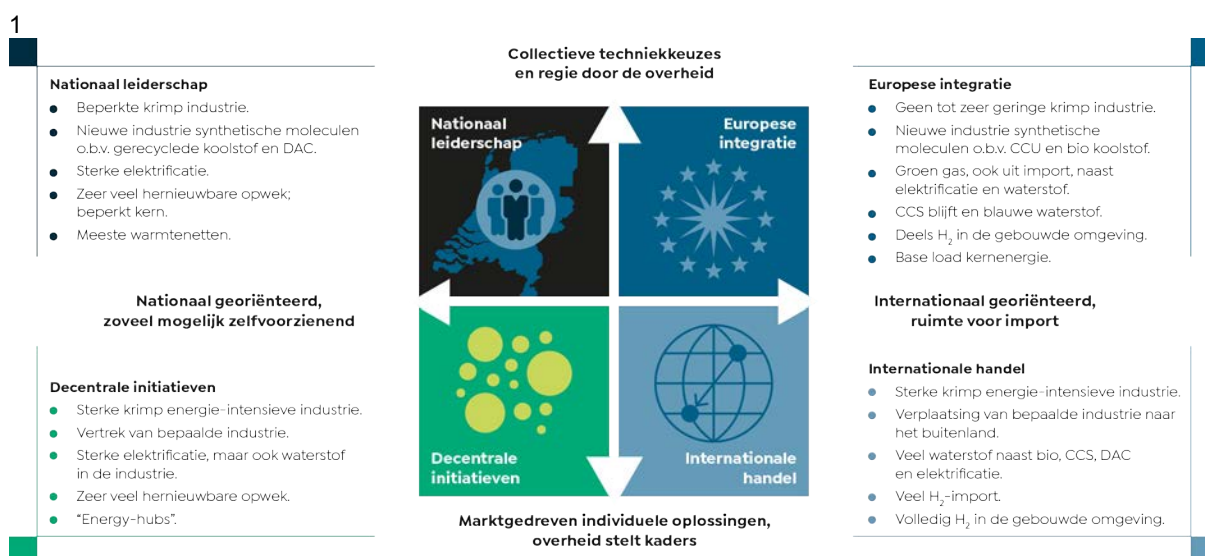 1
Collectieve techniekkeuzes
en regie door de overheid
Nationaal leiderschap
Beperkte krimp industrie.
Nieuwe industrie synthetische moleculen
o.b.v. gerecyclede koolstof en DAC.
Sterke elektrificatie.
Zeer veel hernieuwbare opwek;
beperkt kern.
Meeste warmtenetten.
Nationaal
leiderschap
Europese
integratie
Europese integratie
Geen tot zeer geringe krimp industrie.
Nieuwe industrie synthetische
moleculen o.b.v. CCU en bio koolstof.
Groen gas, ook uit import, naast
elektrificatie en waterstof.
CCS blijft en blauwe waterstof.
Deels H₂ in de gebouwde omgeving.
Base load kernenergie.
Nationaal georiënteerd,
zoveel mogelijk zelfvoorzienend
Internationaal georiënteerd,
ruimte voor import
Decentrale initiatieven
Sterke krimp energie-intensieve industrie.
Vertrek van bepaalde industrie.
Sterke elektrificatie, maar ook waterstof
in de industrie.
Zeer veel hernieuwbare opwek.
“Energy-hubs”.
Decentrale
initiatieven
Internationale
handel
Internationale handel
Sterke krimp energie-intensieve industrie.
Verplaatsing van bepaalde industrie naar
het buitenland.
Veel waterstof naast bio, CCS, DAC
en elektrificatie.
Veel H₂-import.
Volledig H₂ in de gebouwde omgeving.
Marktgedreven individuele oplossingen,
overheid stelt kaders